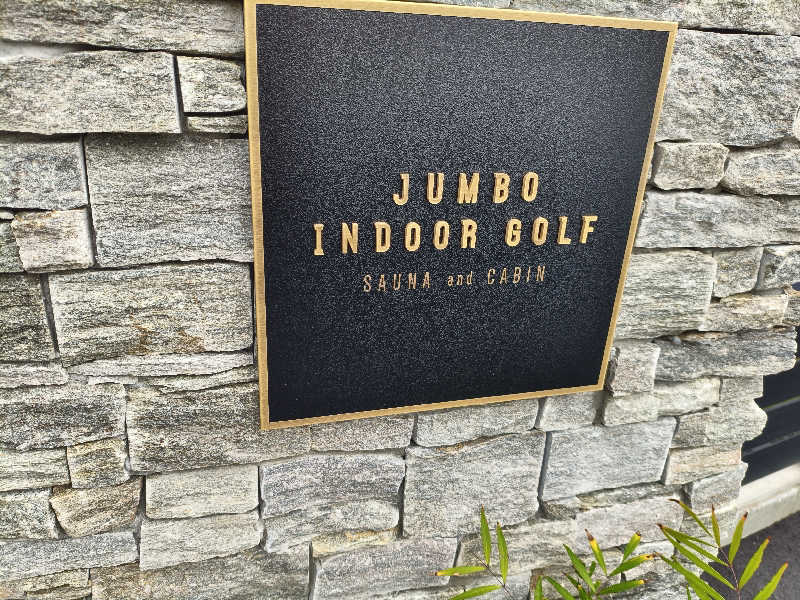 JUMBO
INDOOR GOLF
SAUNA and CABIN